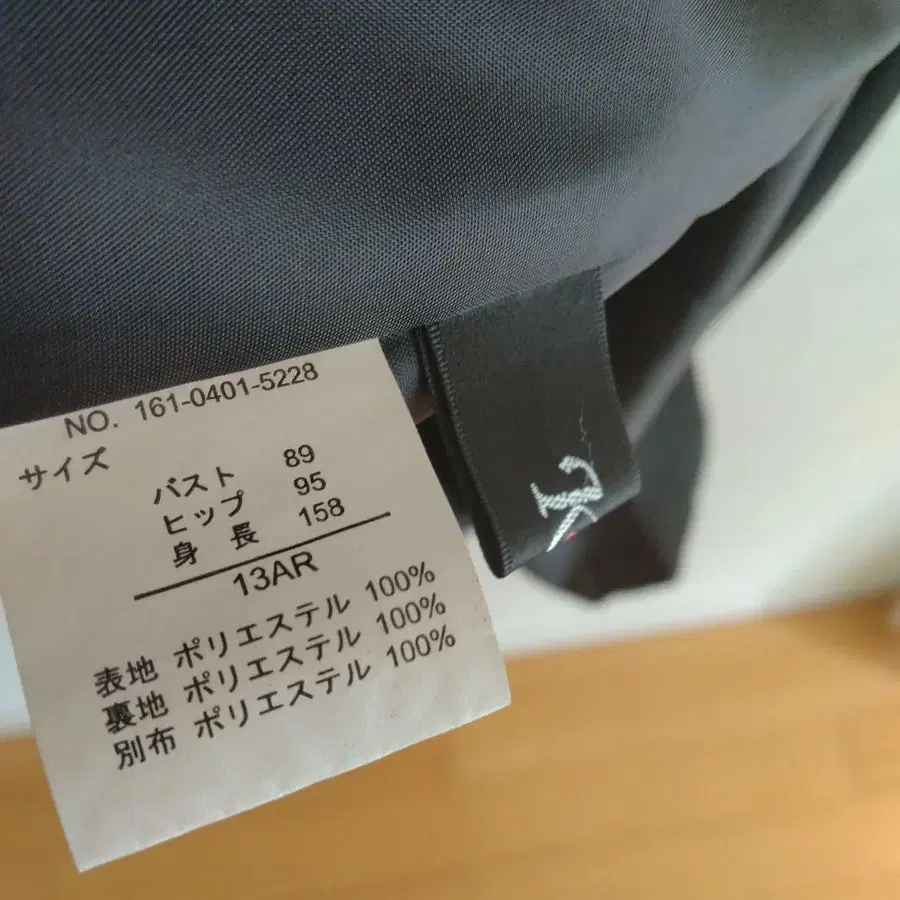 NO. 161-0401-5228
サイズ
バスト 89
ヒップ 95
身長 158
13AR
表地 ポリエステル 100%
裏地 ポリエステル 100%
別布 ポリエステル 100%